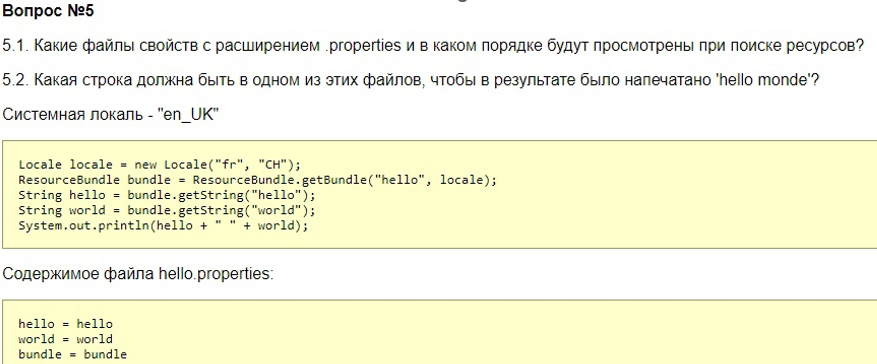 Вопрос №5
5.1. Какие файлы свойств с расширением .properties и в каком порядке будут просмотрены при поиске ресурсов?
5.2. Какая строка должна быть в одном из этих файлов, чтобы в результате было напечатано 'hello monde'?
Системная локаль - "en_UK"
Locale locale = new Locale("fr", "CH");
ResourceBundle bundle = ResourceBundle.getBundle("hello", locale);
String hello = bundle.getString("hello");
String world = bundle.getString("world");
System.out.println(hello + " " + world);
Содержимое файла hello.properties:
hello = hello
world = world
bundle = bundle